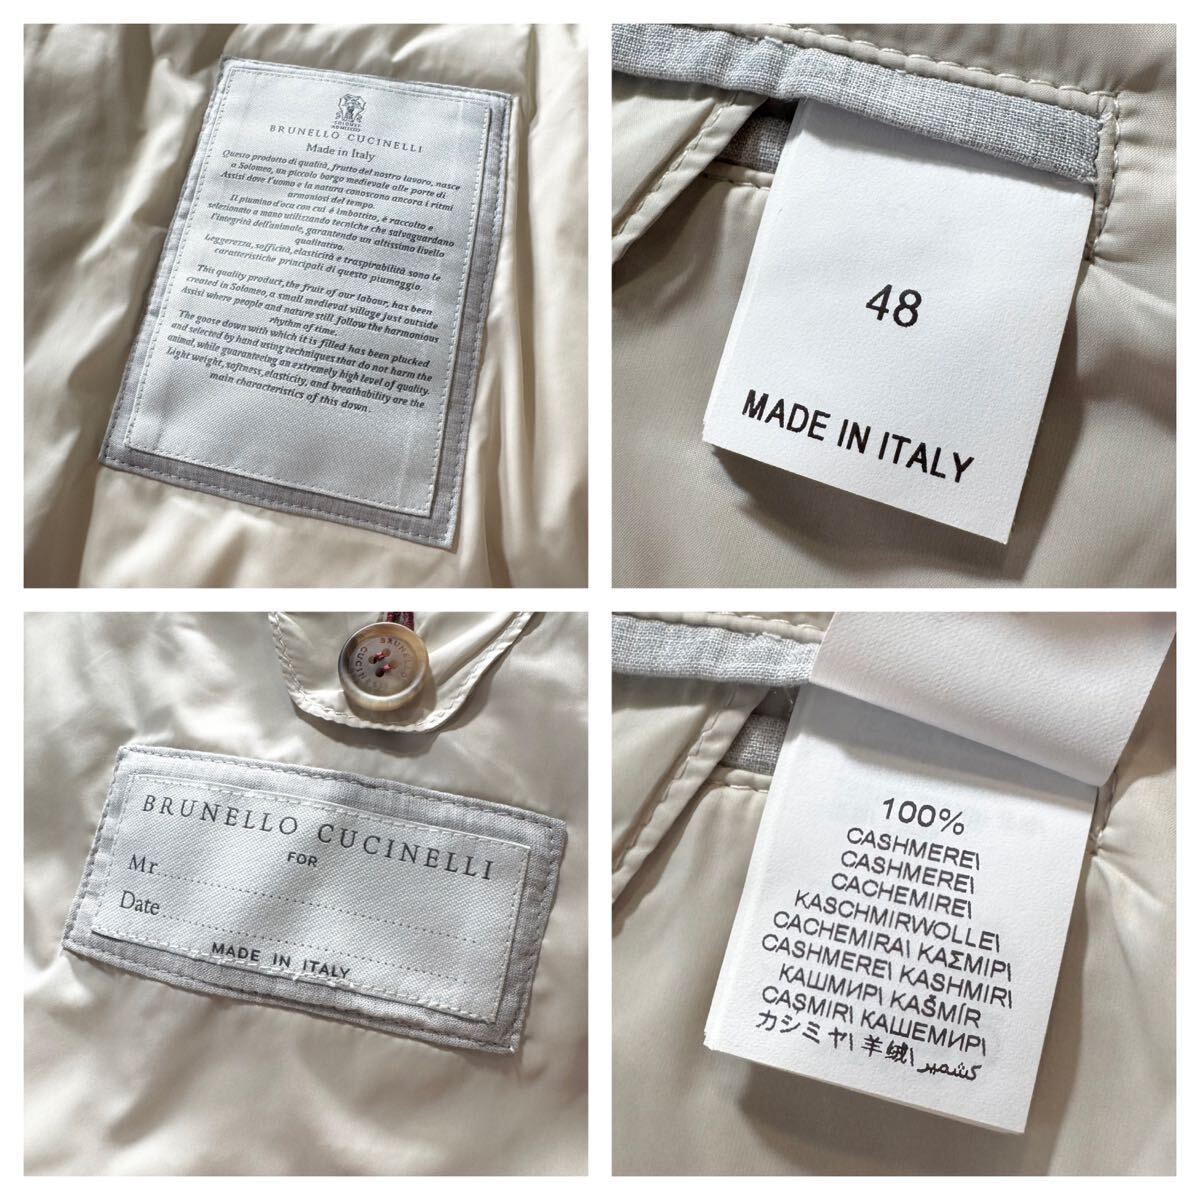 SOLOMEO
BRUNELLO CUCINELLI
Made in Italy
Questo prodotto di qualità, frutto del nostro lavoro, nasce
a Solomeo, un piccolo borgo medievale alle porte di
Assisi dove l'uomo e la natura conoscono ancora i ritmi
armoniosi del tempo.
Il piumino d'oca con cui è imbottito, è raccolto e
selezionato a mano utilizzando tecniche che salvaguardano
l'integrità dell'animale, garantendo un altissimo livello
qualitativo.
Leggerezza, sofficità, elasticità e traspirabilità sono le
caratteristiche principali di questo piumaggio.
This quality product, the fruit of our labour, has been
created in Solomeo, a small medieval village just outside
Assisi where people and nature still follow the harmonious
rhythm of time.
The goose down with which it is filled has been plucked
and selected by hand using techniques that do not harm the
animal, while guaranteeing an extremely high level of quality.
Light weight, softness, elasticity, and breathability are the
main characteristics of this down.
48
MADE IN ITALY
BRUNELLO CUCINELLI
BRUNELLO CUCINELLI
FOR
Mr.
Date
MADE IN ITALY
100%
CASHMERE\
CASHMERE\
CACHEMIRE\
KASCHMIRWOLLE\
CACHEMIRA\ ΚΑΣΜΙΡ\
CASHMERE\ KASHMIR\
КАШМИР\ KAŠMÍR
CASMIR\ КАШЕМИР\
カシミヤ\ 羊绒\ كشمير